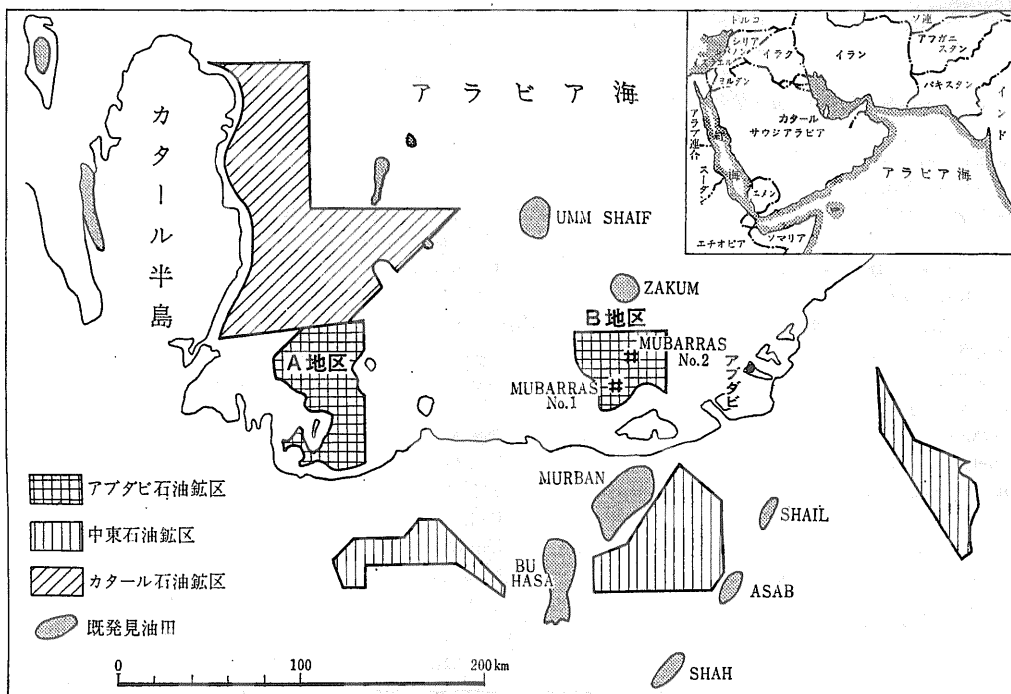 アラビア海
カタール半島
UMM SHAIF
ZAKUM
B地区
MUBARRAS
No.2
MUBARRAS
No.1
A地区
アブダビ
MURBAN
BU
HASA
SHAIL
ASAB
SHAH
アブダビ石油鉱区
中東石油鉱区
カタール石油鉱区
既発見油田
0 100 200km
トルコ
ソ連
シリア
イラク
イラン
アフガニ
スタン
ヨルダン
パキスタン
インド
カタール
サウジアラビア
アラブ連合
紅海
スーダン
アラビア海
イエメン
エチオピア
ソマリア